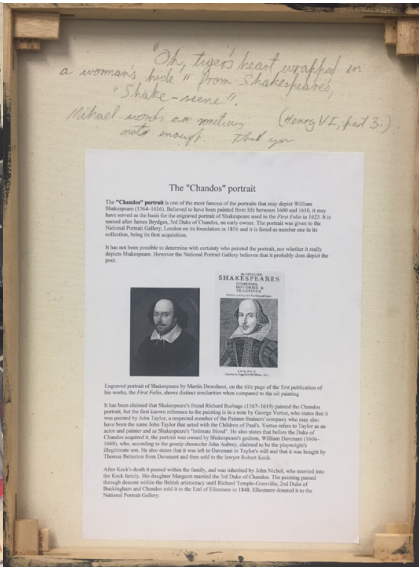 "Oh, tiger's heart wrapped in
a woman's hide" from Shakespeare's,
"Shake-scene".
(Henry VI, part 3.)
Mikael words are
not enough. Thank you
The "Chandos" portrait
The "Chandos" portrait is one of the most famous of the portraits that may depict William
Shakespeare (1564–1616). Believed to have been painted from life between 1600 and 1610, it may
have served as the basis for the engraved portrait of Shakespeare used in the First Folio in 1623. It is
named after James Brydges, 3rd Duke of Chandos, an early owner. The portrait was given to the
National Portrait Gallery, London on its foundation in 1856 and it is listed as number one in its
collection, being its first acquisition.
It has not been possible to determine with certainty who painted the portrait, nor whether it really
depicts Shakespeare. However the National Portrait Gallery believes that it probably does depict the
poet.
SHAKESPEARES
COMEDIES,
HISTORIES &
TRAGEDIES
Engraved portrait of Shakespeare by Martin Droeshout, on the title page of the first publication of
his works, the First Folio, shows distinct similarities when compared to the oil painting
It has been claimed that Shakespeare's friend Richard Burbage (1567–1619) painted the Chandos
portrait, but the first known reference to the painting is in a note by George Vertue, who states that it
was painted by John Taylor, a respected member of the Painter-Stainers' company who may also
have been the same John Taylor that acted with the Children of Paul's. Vertue refers to Taylor as an
actor and painter and as Shakespeare's "intimate friend". He also states that before the Duke of
Chandos acquired it, the portrait was owned by Shakespeare's godson, William Davenant (1606–
1668), who, according to the gossip chronicler John Aubrey, claimed to be the playwright's
illegitimate son. He also states that it was left to Davenant in Taylor's will and that it was bought by
Thomas Betterton from Davenant and then sold to the lawyer Robert Keck.
After Keck's death it passed within the family, and was inherited by John Nichol, who married into
the Keck family. His daughter Margaret married the 3rd Duke of Chandos. The painting passed
through descent within the British aristocracy until Richard Temple-Grenville, 2nd Duke of
Buckingham and Chandos sold it to the Earl of Ellesmere in 1848. Ellesmere donated it to the
National Portrait Gallery.